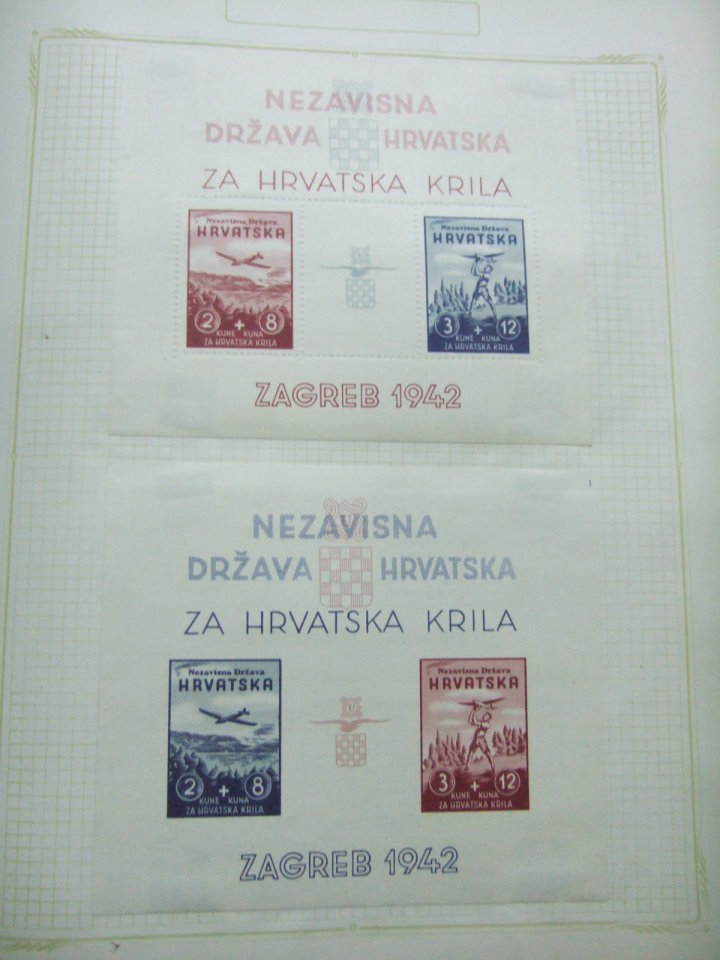 NEZAVISNA
DRŽAVA HRVATSKA
ZA HRVATSKA KRILA
Nezavisna Država
HRVATSKA
2 + 8
KUNE KUNA
ZA HRVATSKA KRILA
Nezavisna Država
HRVATSKA
3 + 12
KUNE KUNA
ZA HRVATSKA KRILA
ZAGREB 1942
NEZAVISNA
DRŽAVA HRVATSKA
ZA HRVATSKA KRILA
Nezavisna Država
HRVATSKA
2 + 8
KUNE KUNA
ZA HRVATSKA KRILA
Nezavisna Država
HRVATSKA
3 + 12
KUNE KUNA
ZA HRVATSKA KRILA
ZAGREB 1942